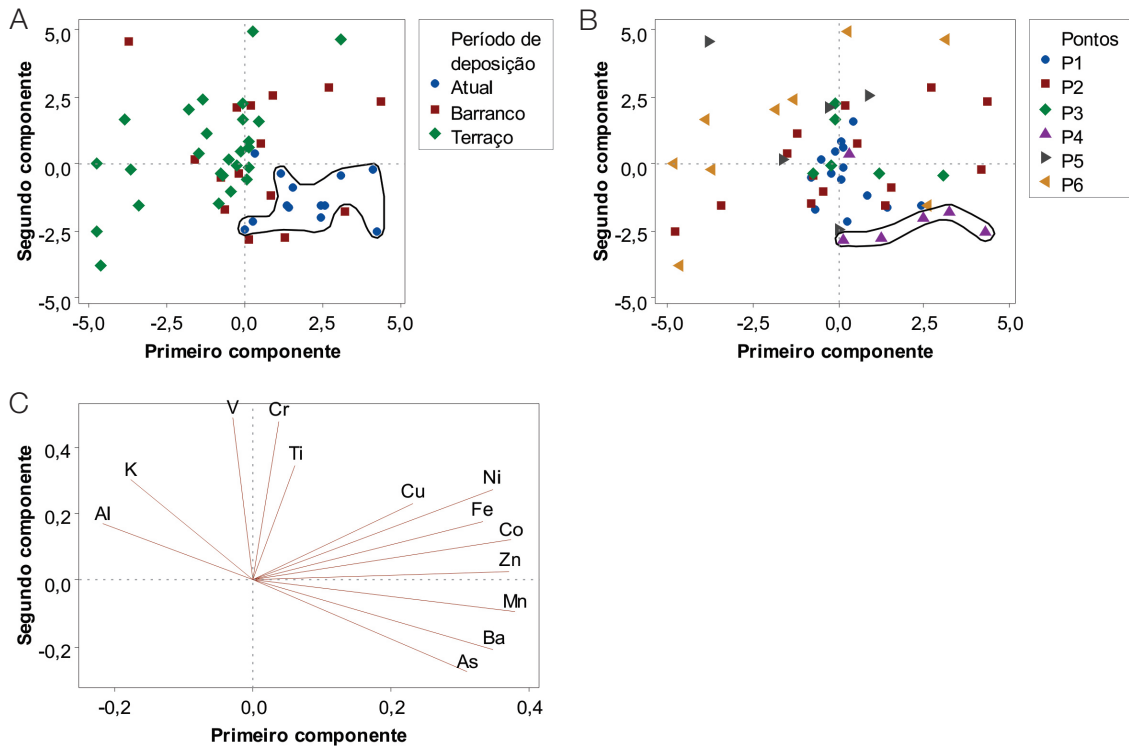 A
Segundo componente
5,0
2,5
0,0
-2,5
-5,0
-5,0
-2,5
0,0
2,5
5,0
Primeiro componente
Período de
deposição
Atual
Barranco
Terraço
B
Segundo componente
5,0
2,5
0,0
-2,5
-5,0
-5,0
-2,5
0,0
2,5
5,0
Primeiro componente
Pontos
P1
P2
P3
P4
P5
P6
C
Segundo componente
0,4
0,2
0,0
-0,2
V
Cr
Ti
K
Al
Cu
Ni
Fe
Co
Zn
Mn
Ba
As
-0,2
0,0
0,2
0,4
Primeiro componente